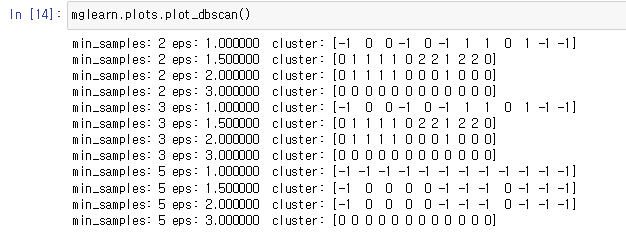 In [14]: mglearn.plots.plot_dbscan()
min_samples: 2 eps: 1.000000 cluster: [-1 0 0 -1 0 -1 1 1 0 1 -1 -1]
min_samples: 2 eps: 1.500000 cluster: [0 1 1 1 1 0 2 2 1 2 2 0]
min_samples: 2 eps: 2.000000 cluster: [0 1 1 1 1 0 0 0 1 0 0 0]
min_samples: 2 eps: 3.000000 cluster: [0 0 0 0 0 0 0 0 0 0 0 0]
min_samples: 3 eps: 1.000000 cluster: [-1 0 0 -1 0 -1 1 1 0 1 -1 -1]
min_samples: 3 eps: 1.500000 cluster: [0 1 1 1 1 0 2 2 1 2 2 0]
min_samples: 3 eps: 2.000000 cluster: [0 1 1 1 1 0 0 0 1 0 0 0]
min_samples: 3 eps: 3.000000 cluster: [0 0 0 0 0 0 0 0 0 0 0 0]
min_samples: 5 eps: 1.000000 cluster: [-1 -1 -1 -1 -1 -1 -1 -1 -1 -1 -1 -1]
min_samples: 5 eps: 1.500000 cluster: [-1 0 0 0 0 -1 -1 -1 0 -1 -1 -1]
min_samples: 5 eps: 2.000000 cluster: [-1 0 0 0 0 -1 -1 -1 0 -1 -1 -1]
min_samples: 5 eps: 3.000000 cluster: [0 0 0 0 0 0 0 0 0 0 0 0]